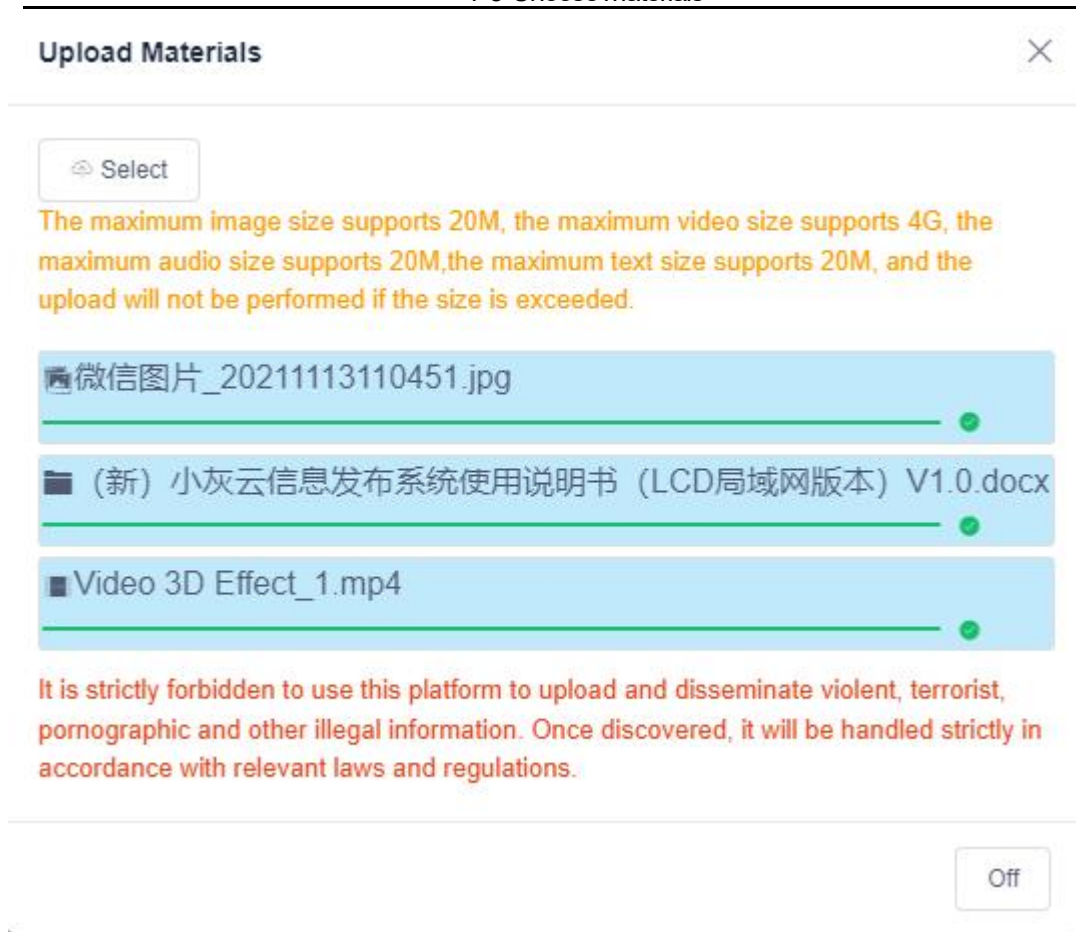 Upload Materials
Select
The maximum image size supports 20M, the maximum video size supports 4G, the
maximum audio size supports 20M,the maximum text size supports 20M, and the
upload will not be performed if the size is exceeded.
微信图片_20211113110451.jpg
（新）小灰云信息发布系统使用说明书（LCD局域网版本）V1.0.docx
Video 3D Effect_1.mp4
It is strictly forbidden to use this platform to upload and disseminate violent, terrorist,
pornographic and other illegal information. Once discovered, it will be handled strictly in
accordance with relevant laws and regulations.
Off